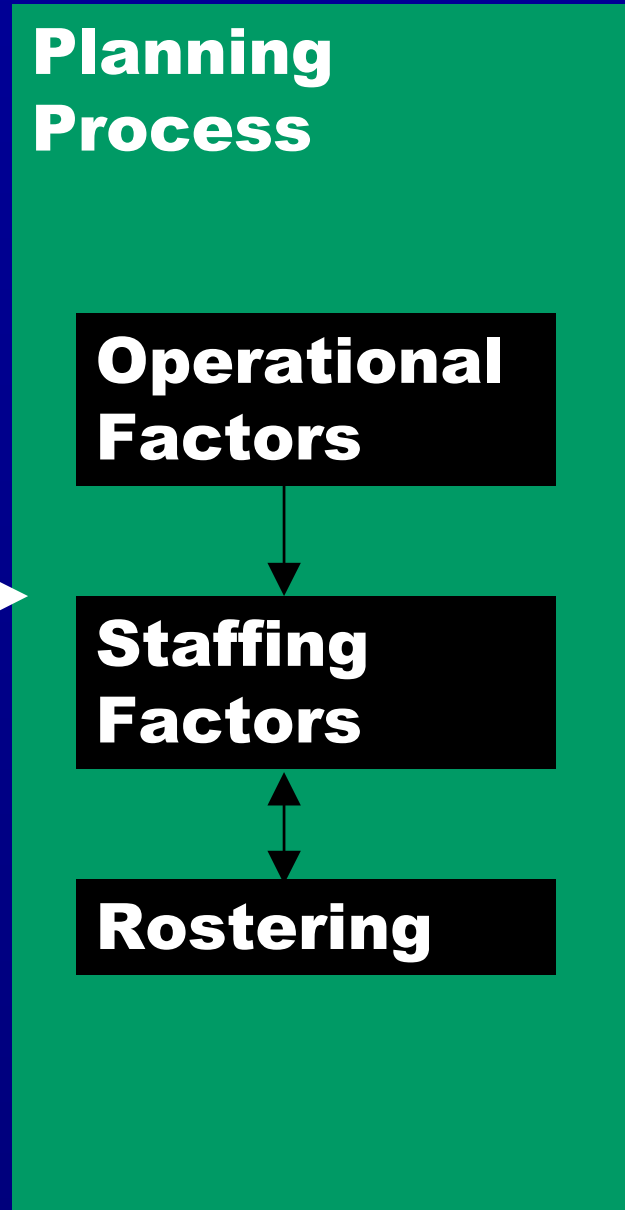 Planning
Process
Operational
Factors
Staffing
Factors
Rostering